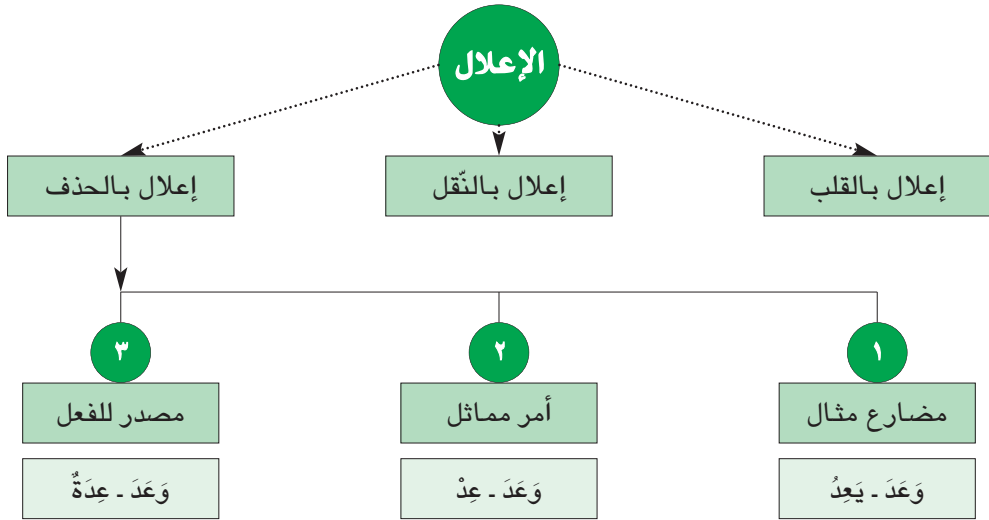 الإعلال
إعلال بالقلب
إعلال بالنّقل
إعلال بالحذف
١
٢
٣
مضارع مثال
أمر مماثل
مصدر للفعل
وَعَدَ ـ يَعِدُ
وَعَدَ ـ عِدْ
وَعَدَ ـ عِدَةٌ